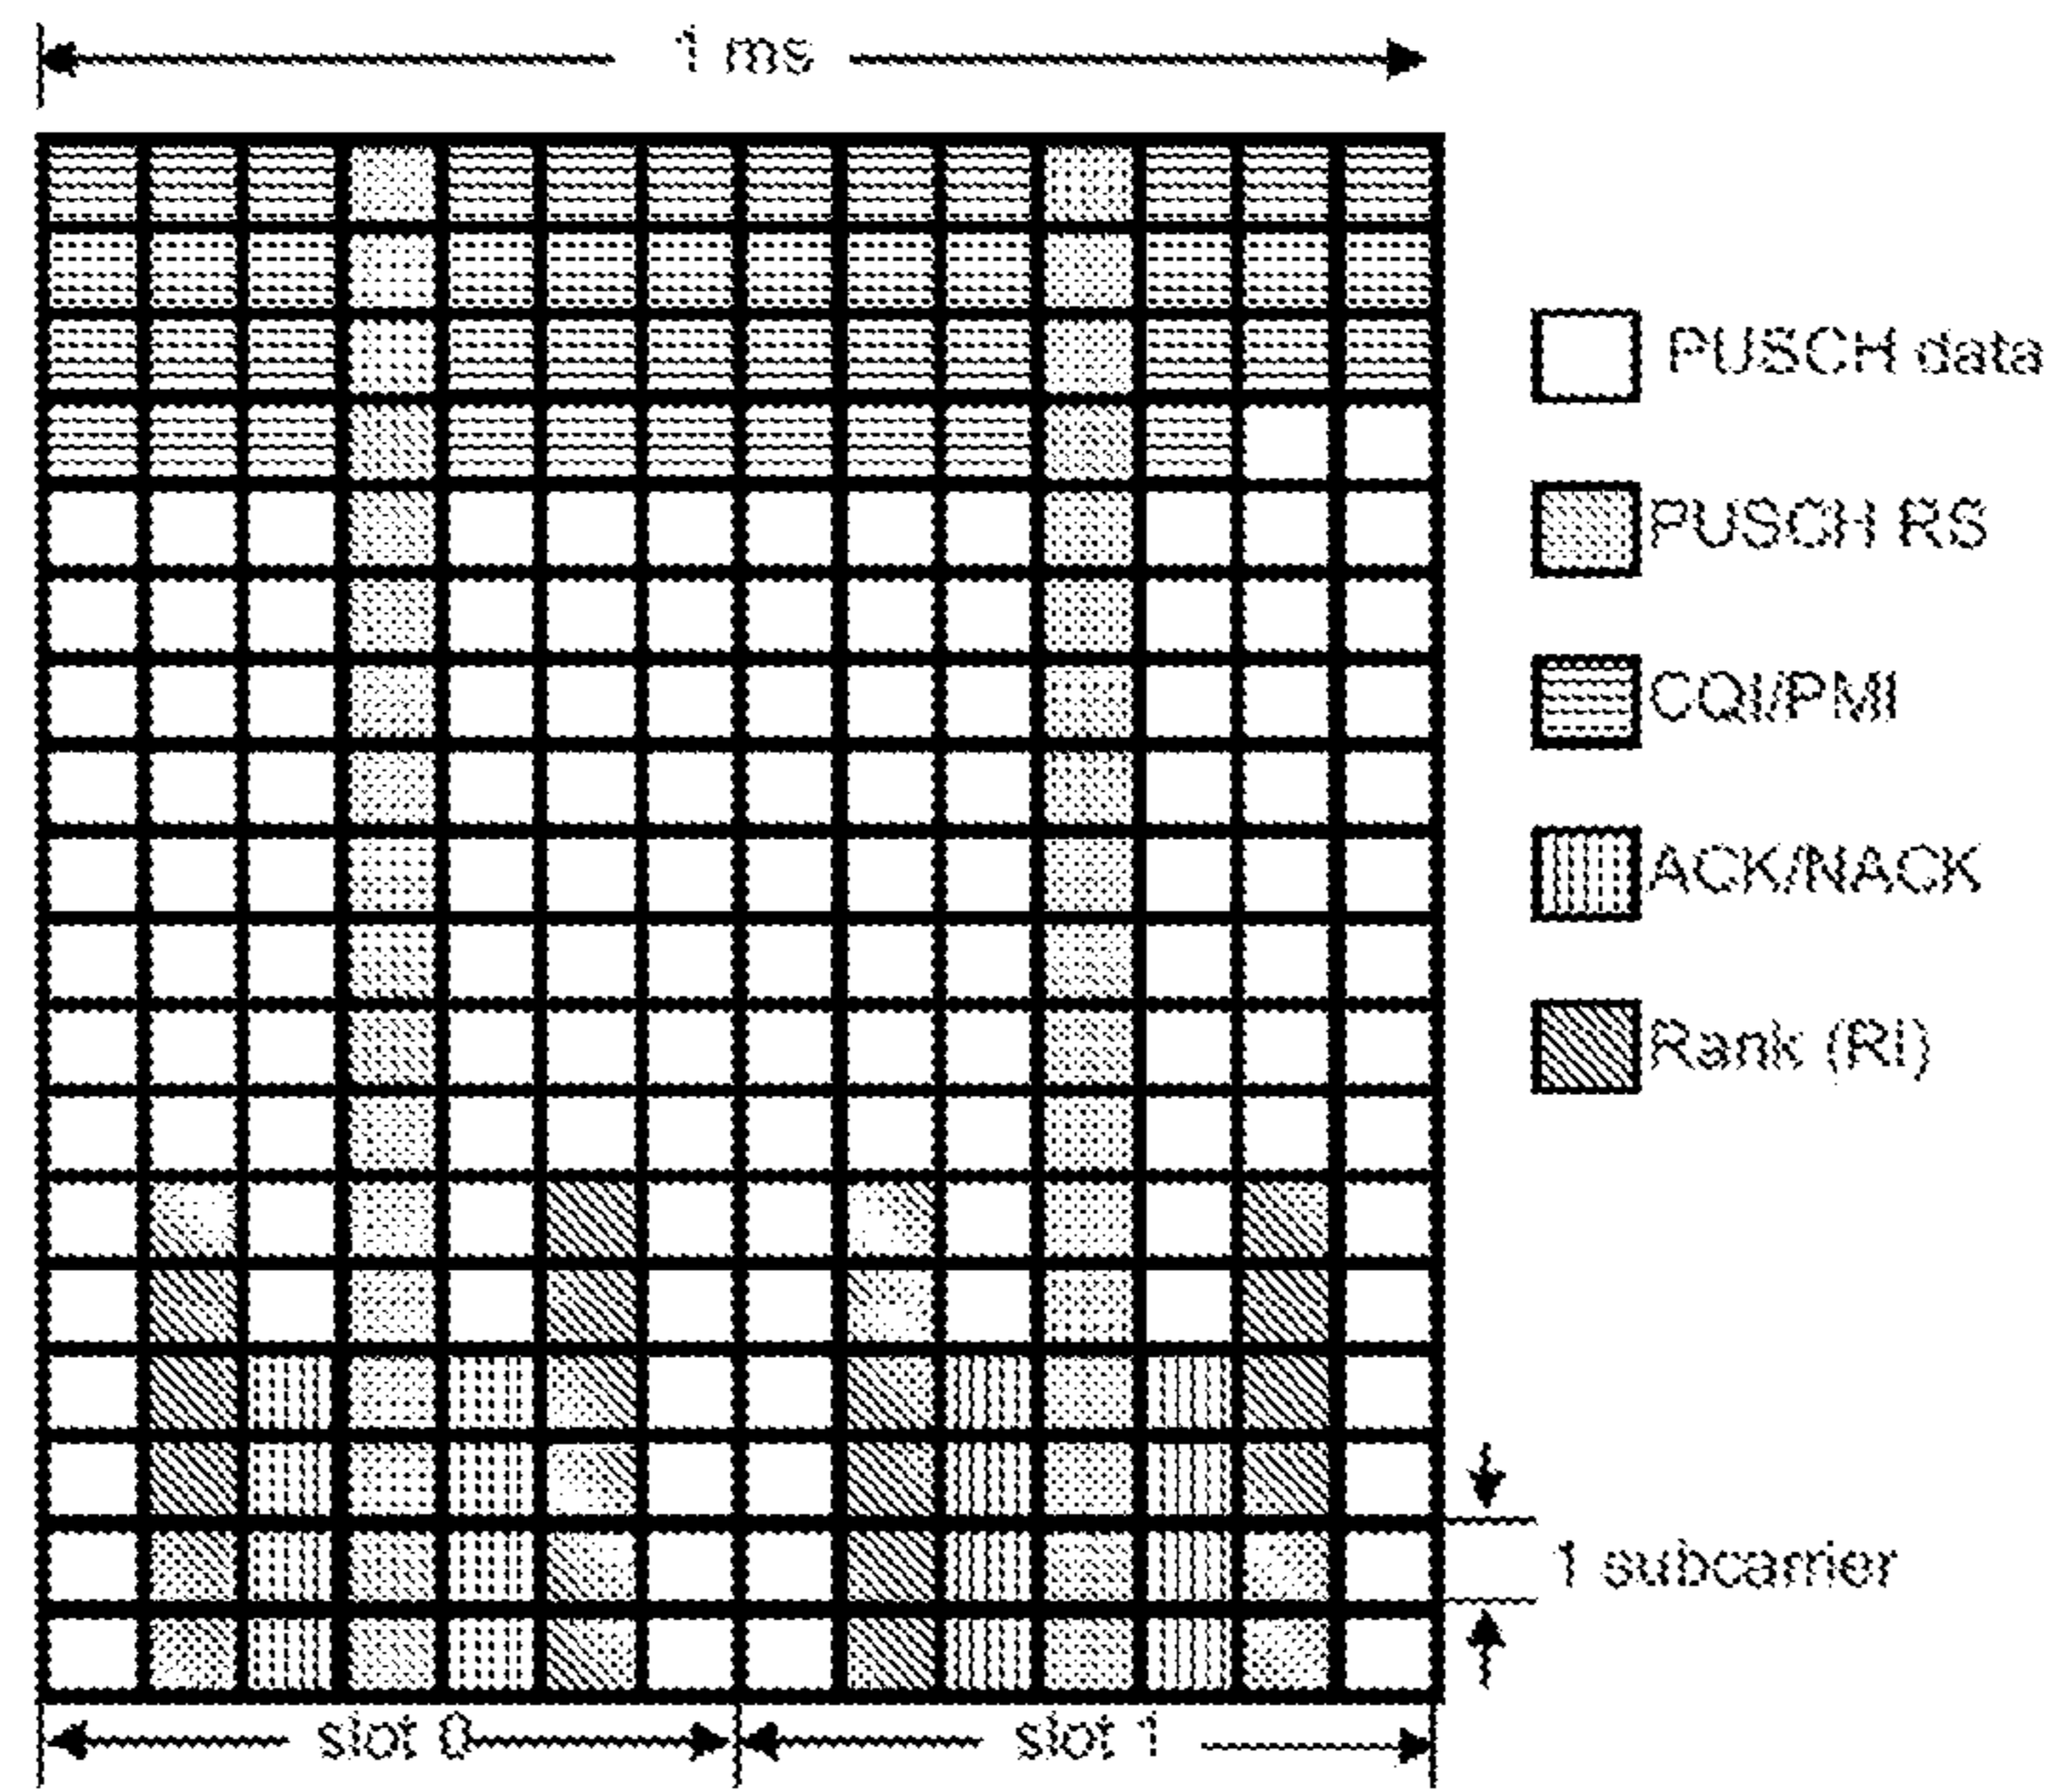 1 ms
PUSCH data
PUSCH RS
CQI/PMI
ACK/NACK
Rank (RI)
1 subcarrier
slot 0
slot 1